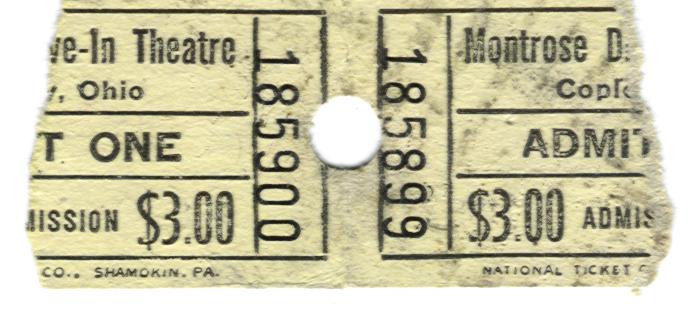 ve-In Theatre
y, Ohio
T ONE
MISSION $3.00
CO., SHAMOKIN, PA.
185900
185899
Montrose D
Copl
ADMIT
$3.00 ADMIS
NATIONAL TICKET C